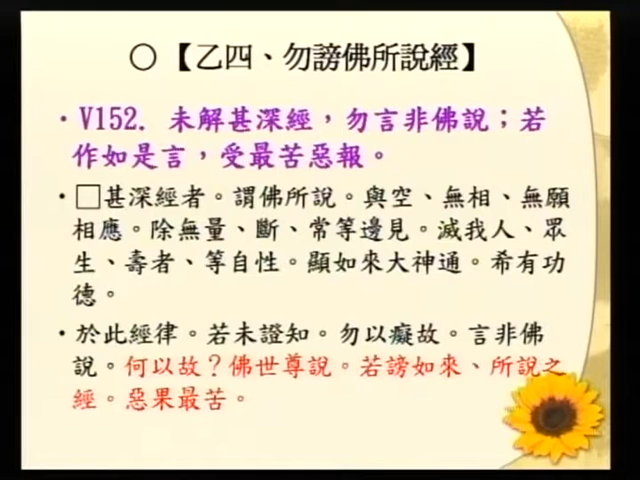 ○【乙四、勿謗佛所說經】
• V152. 未解甚深經，勿言非佛說；若
作如是言，受最苦惡報。
• □甚深經者。謂佛所說。與空、無相、無願
相應。除無量、斷、常等邊見。滅我人、眾
生、壽者、等自性。顯如來大神通。希有功
德。
• 於此經律。若未證知。勿以癡故。言非佛
說。何以故？佛世尊說。若謗如來、所說之
經。惡果最苦。